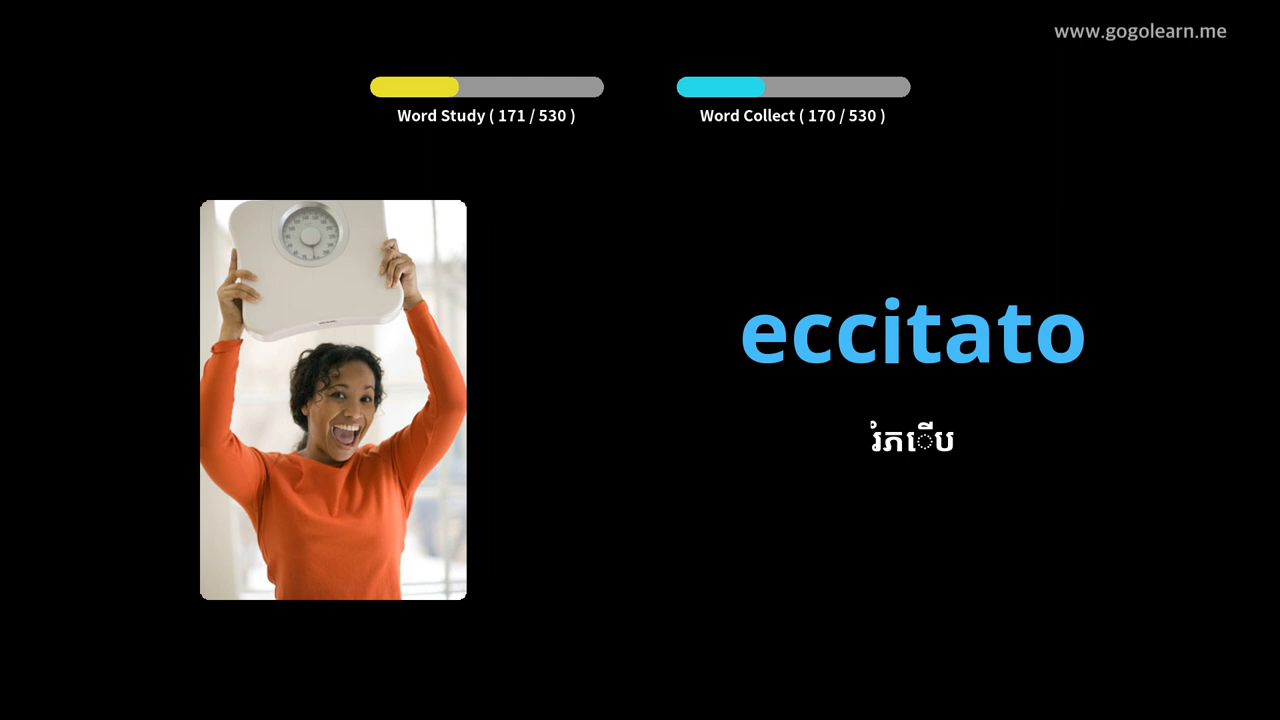 www.gogolearn.me
Word Study ( 171 / 530 )
Word Collect ( 170 / 530 )
eccitato
រំភើប